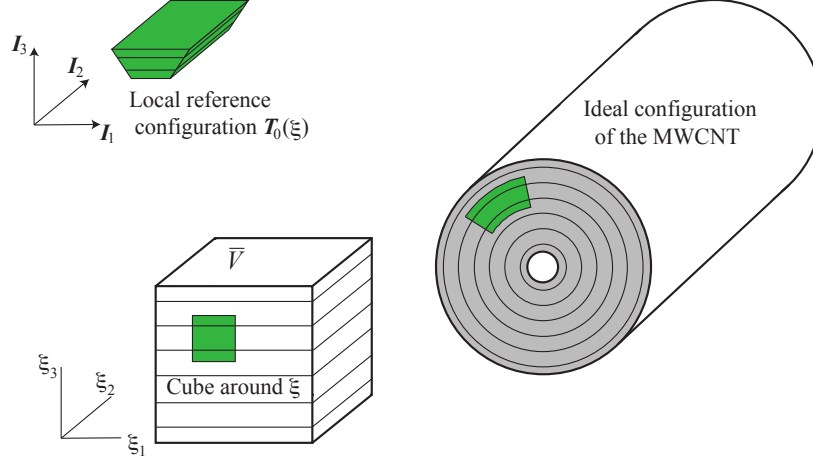 I3
I2
I1
Local reference
configuration T0(ξ)
Ideal configuration
of the MWCNT
V̅
Cube around ξ
ξ3
ξ2
ξ1